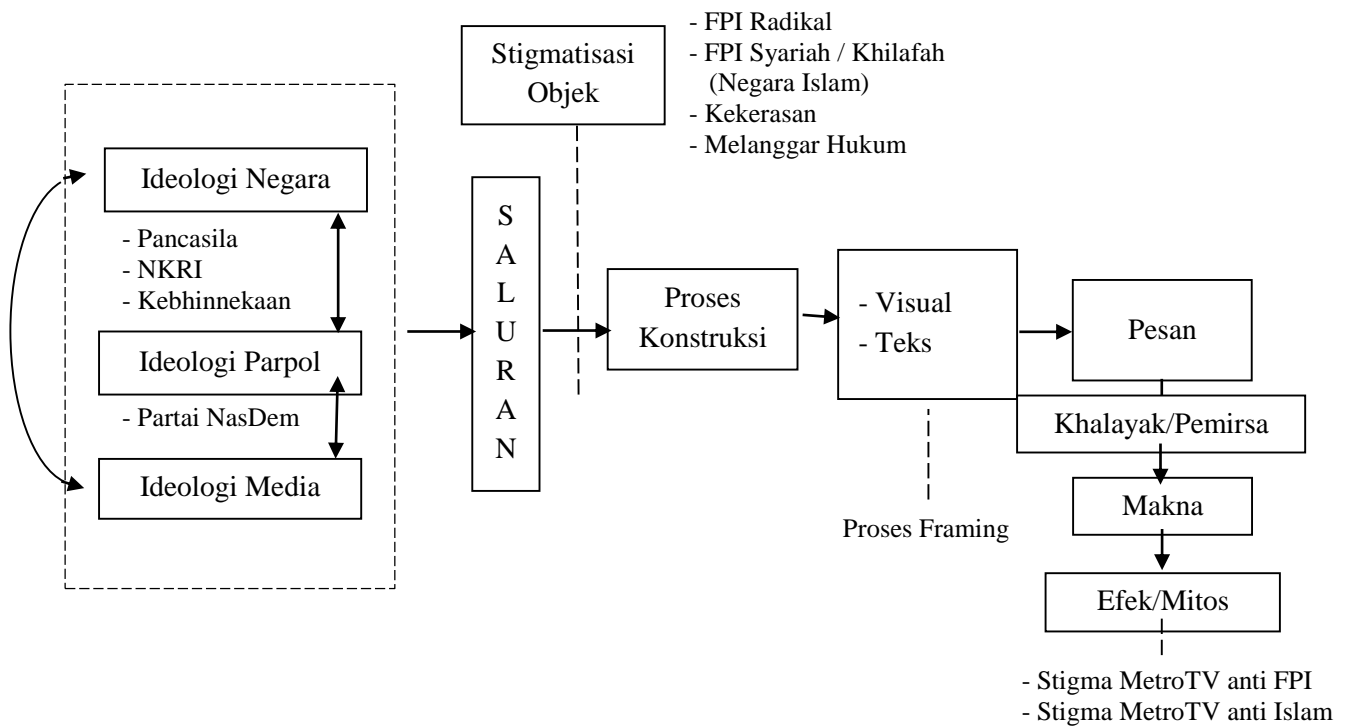 Stigmatisasi
Objek
- FPI Radikal
- FPI Syariah / Khilafah
(Negara Islam)
- Kekerasan
- Melanggar Hukum
Ideologi Negara
- Pancasila
- NKRI
- Kebhinnekaan
Ideologi Parpol
- Partai NasDem
Ideologi Media
S
A
L
U
R
A
N
Proses
Konstruksi
- Visual
- Teks
Proses Framing
Pesan
Khalayak/Pemirsa
Makna
Efek/Mitos
- Stigma MetroTV anti FPI
- Stigma MetroTV anti Islam